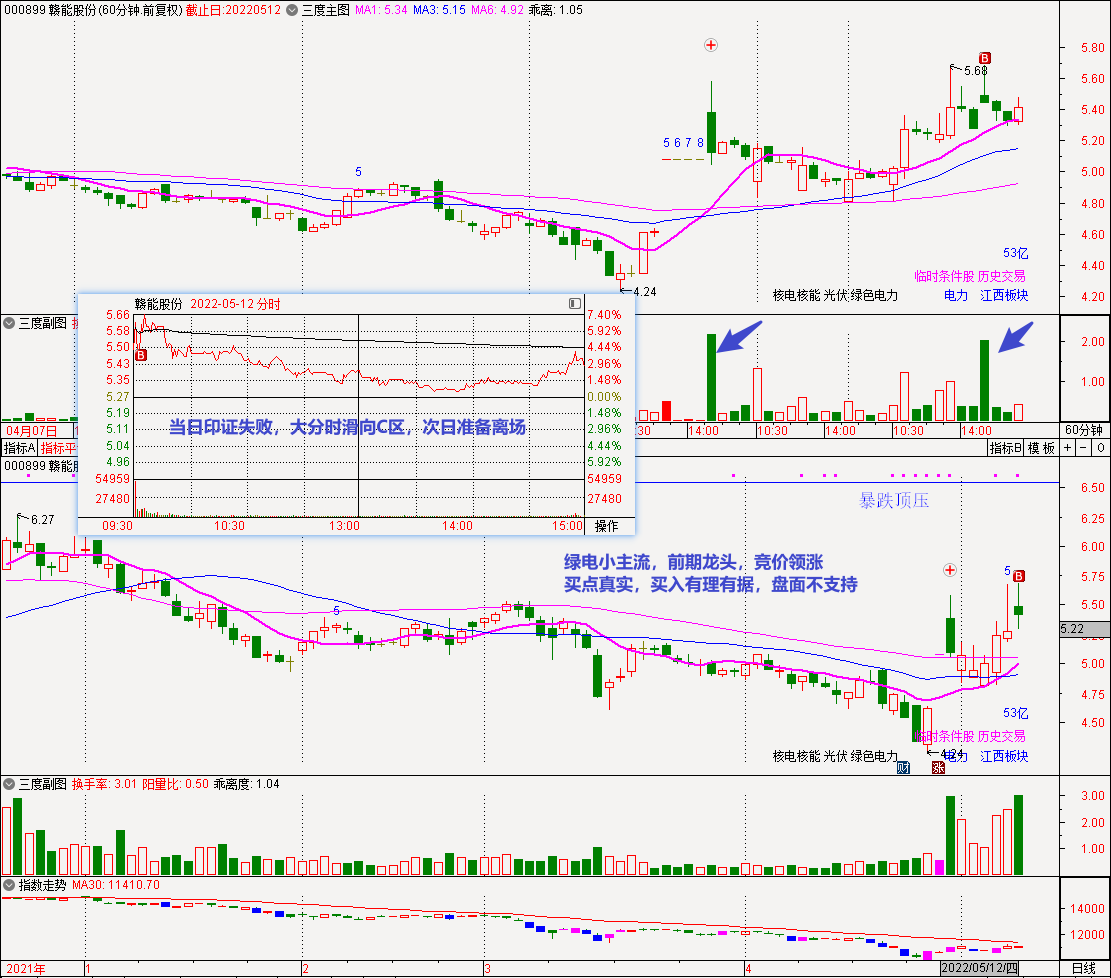 000899 赣能股份(60分钟.前复权) 截止日:20220512 三度主图 MA1: 5.34 MA3: 5.15 MA6: 4.92 乖离: 1.05
5.80
5.68
B
5.60
5.40
5 6 7 8
5.20
5
5.00
4.80
4.60
53亿
4.40
临时条件股 历史交易
4.24
核电核能 光伏 绿色电力 电力 江西板块
4.20
赣能股份 2022-05-12 分时
三度副图
5.66 7.40%
5.58 5.92%
5.50 4.44%
B
5.43 2.96%
5.35 1.48%
5.27 0.00%
5.19 1.48%
5.11 2.96%
5.04 4.44%
4.96 5.92%
54959 54959
27480 27480
09:30 10:30 13:00 14:00 15:00 操作
当日印证失败，大分时滑向C区，次日准备离场
2.00
1.00
04月07日 :30 14:00 10:30 14:00 10:30 14:00 60分钟
指标A 指标平 指标B 模板 + - 0
000899 赣能股
6.50
暴跌顶压
6.27
6.25
6.00
绿电小主流，前期龙头，竞价领涨
买点真实，买入有理有据，盘面不支持
5 B
5.75
5
5.50
5.22
5.00
4.75
53亿
4.50
临时条件股 历史交易
4.24
核电核能 光伏 绿色电力 电力 江西板块
财 涨
三度副图 换手率: 3.01 阳量比: 0.50 乖离度: 1.04
3.00
2.00
1.00
指数走势 MA30: 11410.70
14000
12000
2021年 1 2 3 4 2022/05/12/四 日线